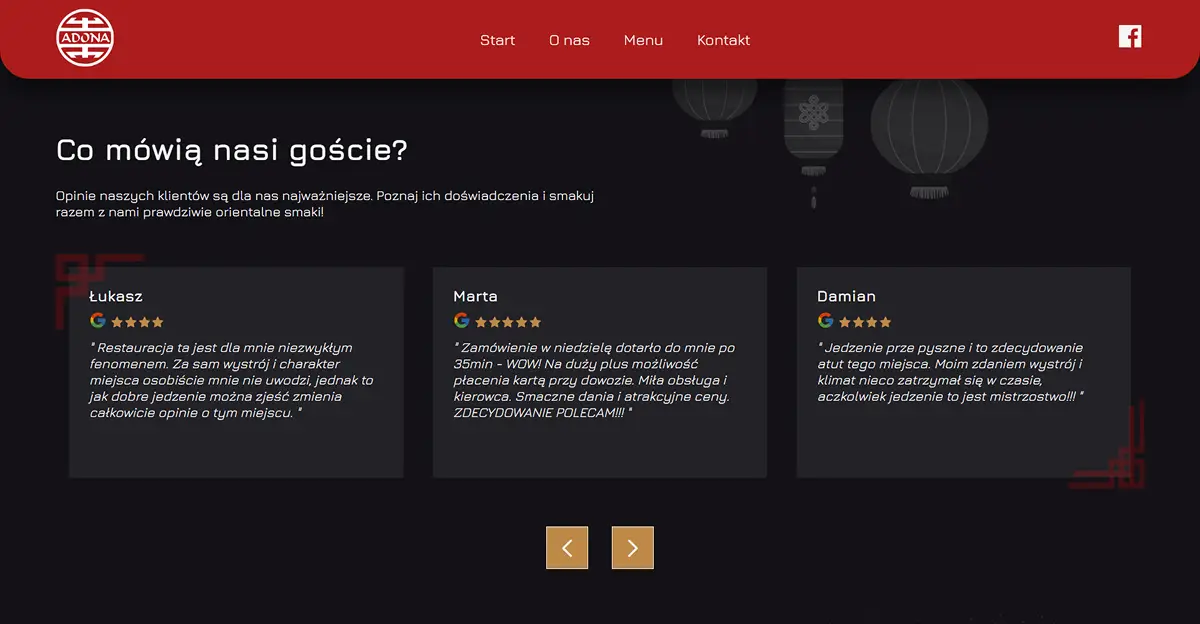 ADONA
Start
O nas
Menu
Kontakt
Co mówią nasi goście?
Opinie naszych klientów są dla nas najważniejsze. Poznaj ich doświadczenia i smakuj
razem z nami prawdziwie orientalne smaki!
Łukasz
" Restauracja ta jest dla mnie niezwykłym
fenomenem. Za sam wystrój i charakter
miejsca osobiście mnie nie uwodzi, jednak to
jak dobre jedzenie można zjeść zmienia
całkowicie opinie o tym miejscu. "
Marta
" Zamówienie w niedzielę dotarło do mnie po
35min - WOW! Na duży plus możliwość
płacenia kartą przy dowozie. Miła obsługa i
kierowca. Smaczne dania i atrakcyjne ceny.
ZDECYDOWANIE POLECAM!!! "
Damian
" Jedzenie prze pyszne i to zdecydowanie
atut tego miejsca. Moim zdaniem wystrój i
klimat nieco zatrzymał się w czasie,
aczkolwiek jedzenie to jest mistrzostwo!!! "